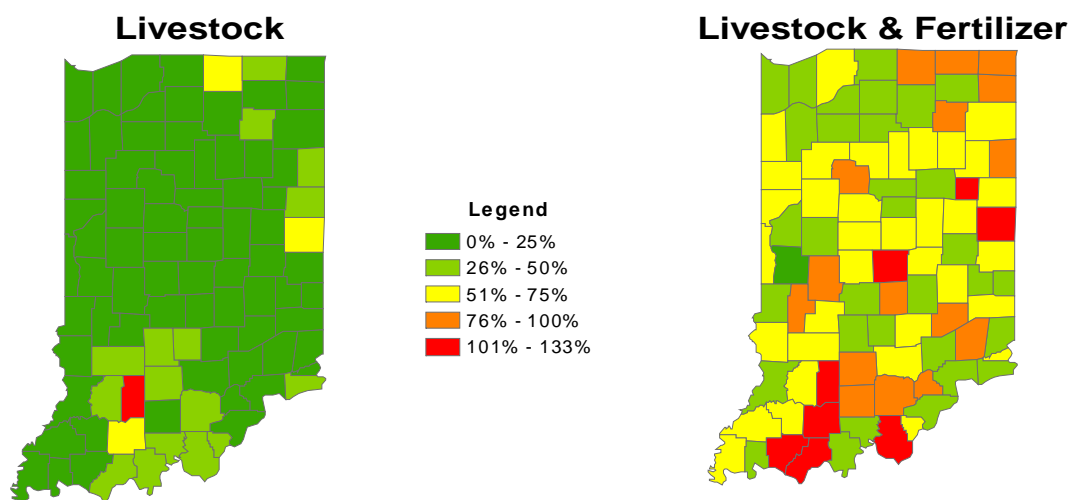 Livestock
Livestock & Fertilizer
Legend
0% - 25%
26% - 50%
51% - 75%
76% - 100%
101% - 133%